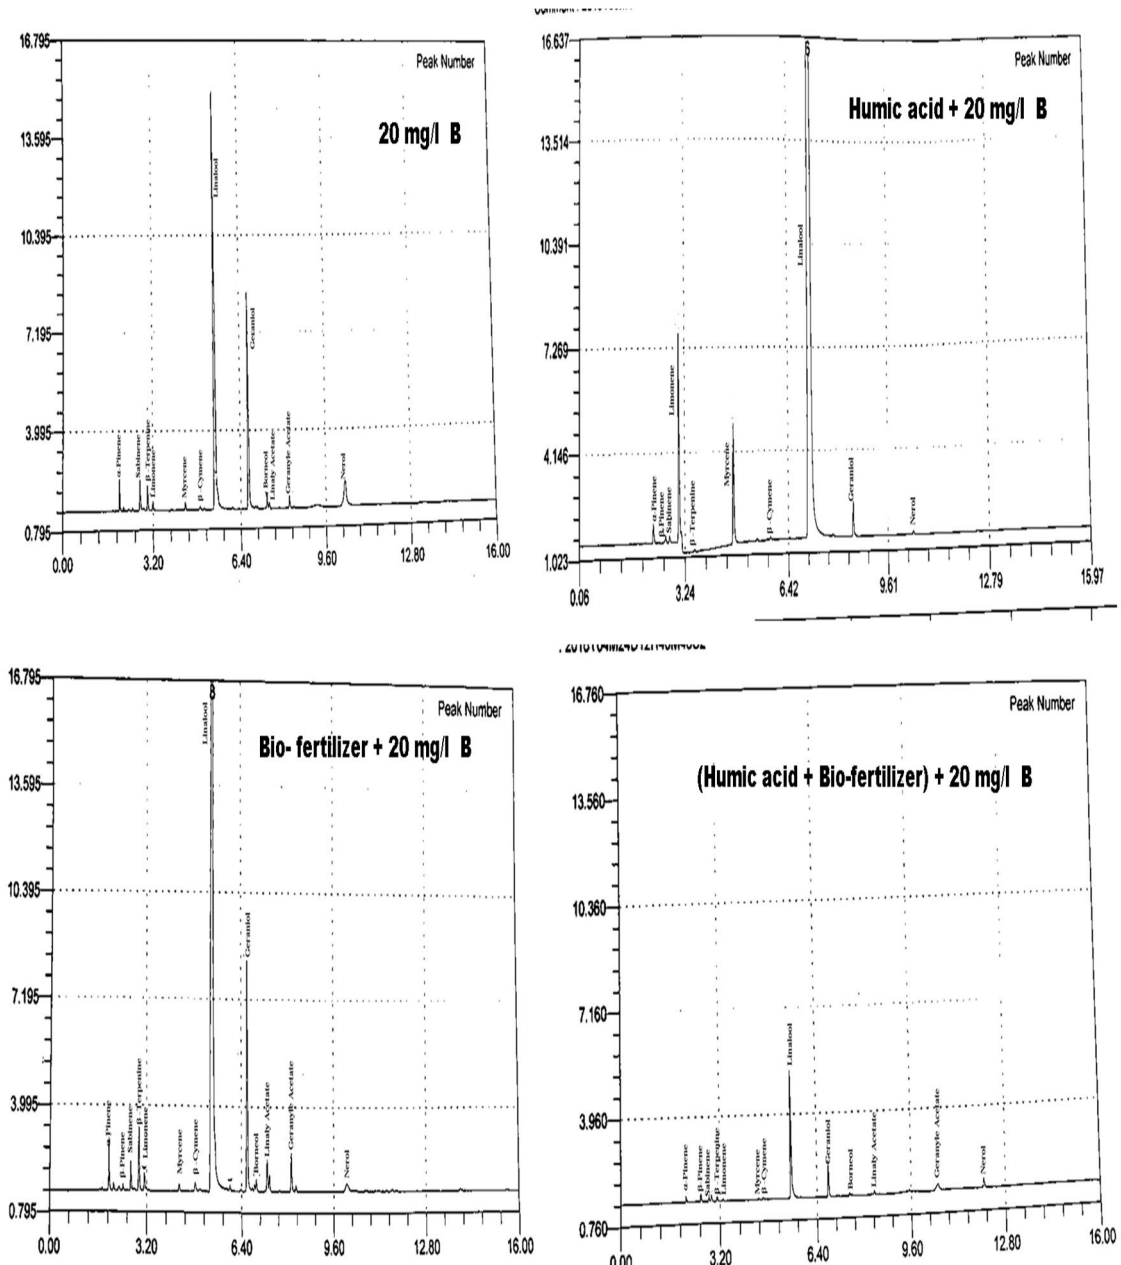 16.795
Peak Number
20 mg/l B
13.595
Linalool
10.395
7.195
Geraniol
3.995
α-Pinene
Sabinene
β -Terpenine
Limonene
Myrcene
β -Cymene
Borneol
Linaly Acetate
Geranyle Acetate
Nerol
0.795
0.00
3.20
6.40
9.60
12.80
16.00
16.637
Peak Number
Humic acid + 20 mg/l B
13.514
Linalool
10.391
7.269
Limonene
4.146
α-Pinene
β-Pinene
Sabinene
β-Terpenine
Myrcene
β-Cymene
Geraniol
Nerol
1.023
0.06
3.24
6.42
9.61
12.79
15.97
16.795
Peak Number
Linalool
Bio- fertilizer + 20 mg/l B
13.595
10.395
Geraniol
7.195
3.995
α-Pinene
β-Pinene
Sabinene
β-Terpenine
Limonene
Myrcene
β-Cymene
Borneol
Linaly Acetate
Geranyle Acetate
Nerol
0.795
0.00
3.20
6.40
9.60
12.80
16.00
16.760
Peak Number
(Humic acid + Bio-fertilizer) + 20 mg/l B
13.560
10.360
7.160
Linalool
3.960
α-Pinene
β-Pinene
Sabinene
β-Terpenine
Limonene
Myrcene
β-Cymene
Geraniol
Borneol
Linaly Acetate
Geranyle Acetate
Nerol
0.760
0.00
3.20
6.40
9.60
12.80
16.00